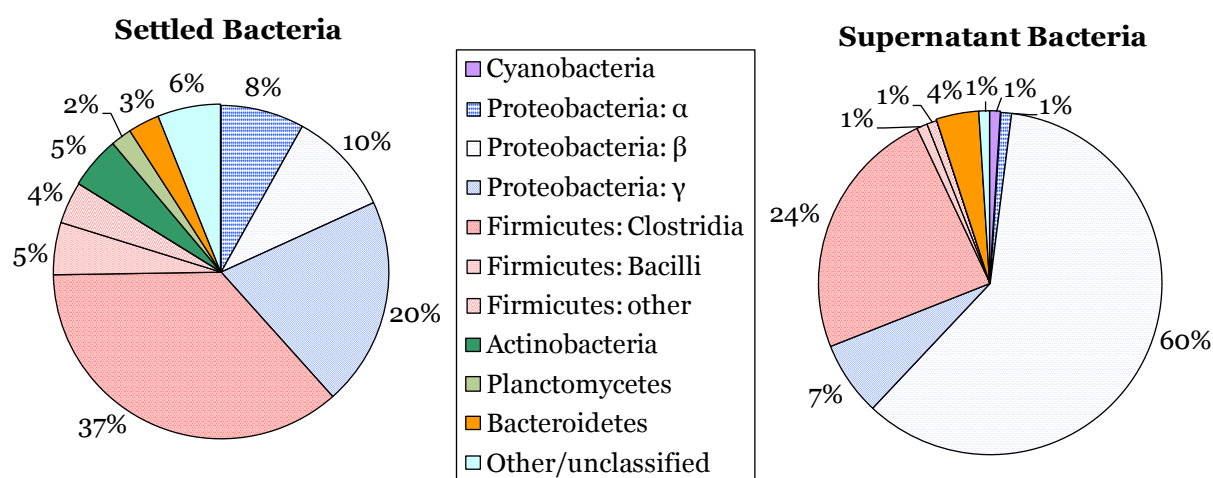 Settled Bacteria
6%
8%
3%
2%
10%
5%
4%
5%
20%
37%
Cyanobacteria
Proteobacteria: α
Proteobacteria: β
Proteobacteria: γ
Firmicutes: Clostridia
Firmicutes: Bacilli
Firmicutes: other
Actinobacteria
Planctomycetes
Bacteroidetes
Other/unclassified
Supernatant Bacteria
4%
1%
1%
1%
1%
1%
24%
60%
7%